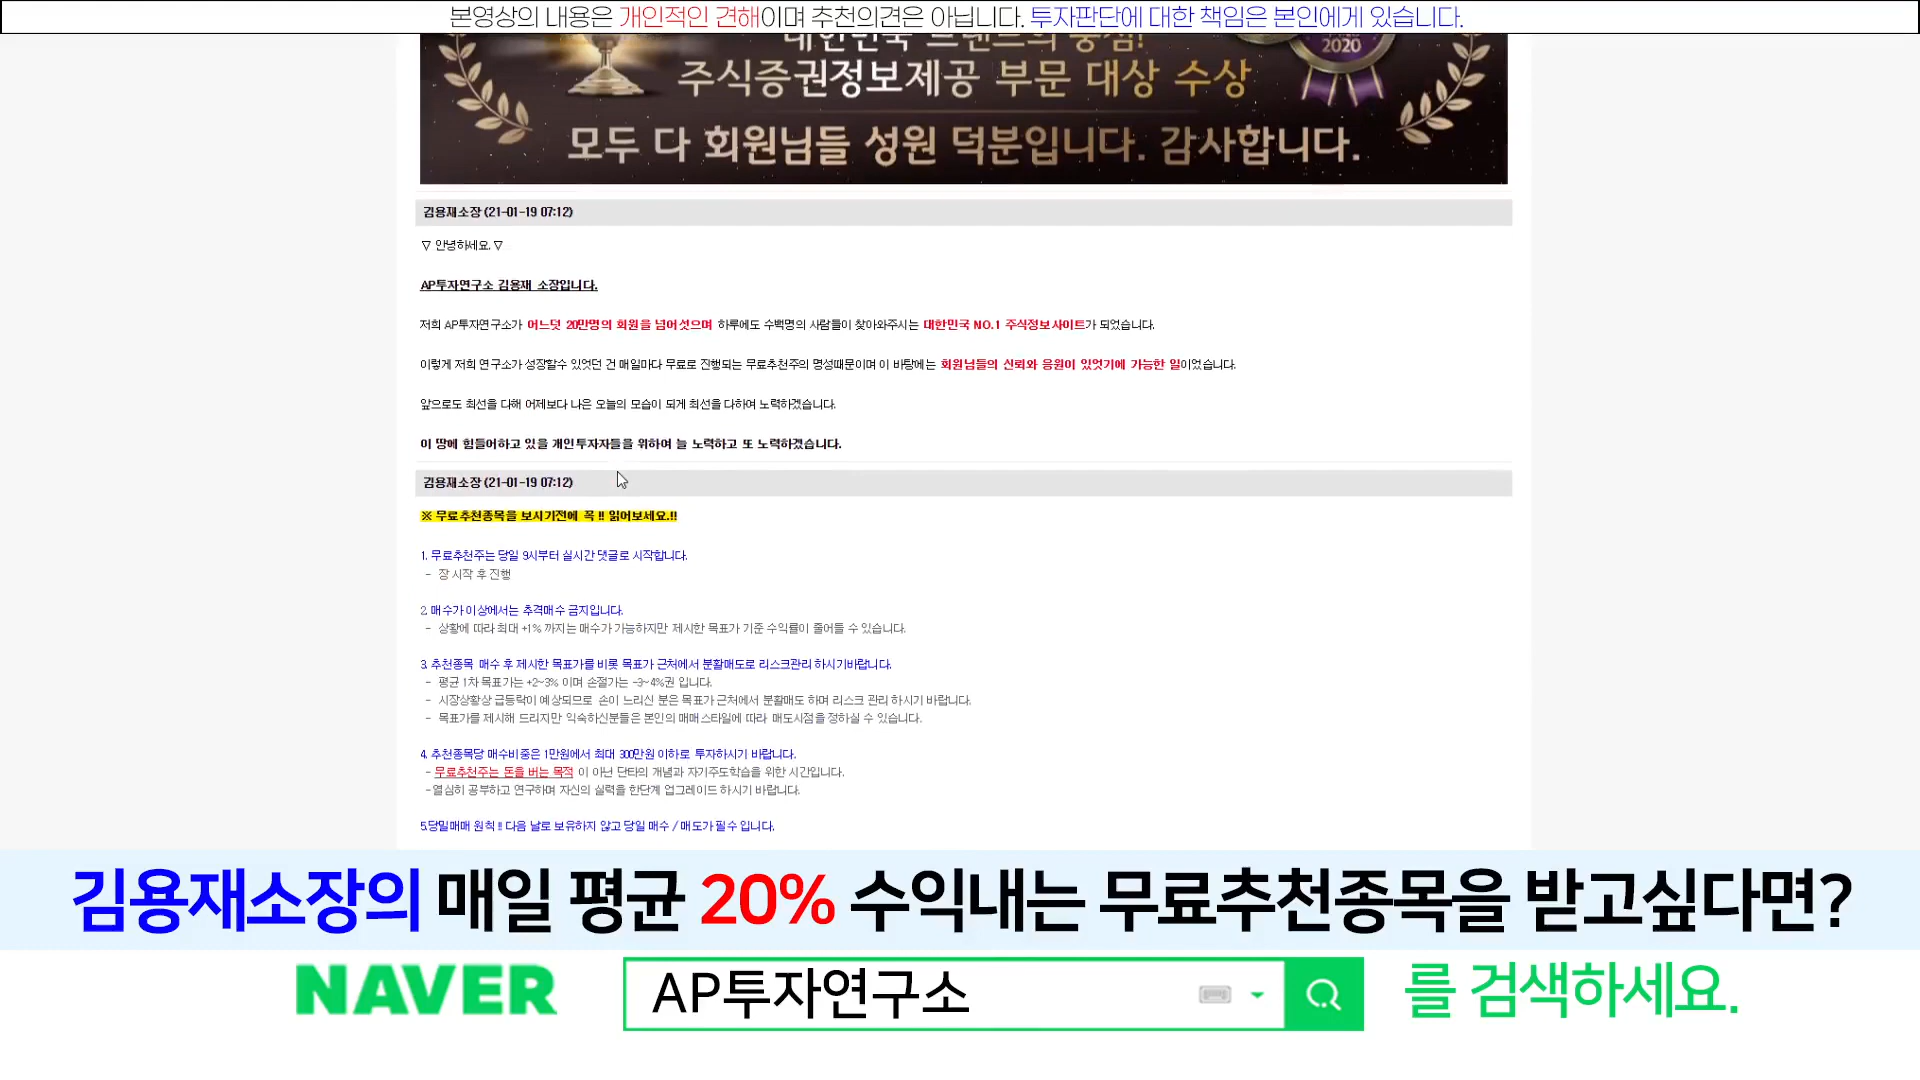 본영상의 내용은 개인적인 견해이며 추천의견은 아닙니다. 투자판단에 대한 책임은 본인에게 있습니다.
대한민국 브랜드의 중심!
2020
주식증권정보제공 부문 대상 수상
모두 다 회원님들 성원 덕분입니다. 감사합니다.
김용재소장 (21-01-19 07:12)
▽ 안녕하세요. ▽
AP투자연구소 김용재 소장입니다.
저희 AP투자연구소가 어느덧 20만명의 회원을 넘어섯으며 하루에도 수백명의 사람들이 찾아와주시는 대한민국 NO.1 주식정보사이트가 되었습니다.
이렇게 저희 연구소가 성장할수 있엇던 건 매일마다 무료로 진행되는 무료추천주의 명성때문이며 이 바탕에는 회원님들의 신뢰와 응원이 있엇기에 가능한 일이었습니다.
앞으로도 최선을 다해 어제보다 나은 오늘의 모습이 되게 최선을 다하여 노력하겠습니다.
이 땅에 힘들어하고 있을 개인투자자들을 위하여 늘 노력하고 또 노력하겠습니다.
김용재소장 (21-01-19 07:12)
※ 무료추천종목을 보시기전에 꼭 !! 읽어보세요.!!
1. 무료추천주는 당일 9시부터 실시간 댓글로 시작합니다.
- 장 시작 후 진행
2. 매수가 이상에서는 추격매수 금지입니다.
- 상황에 따라 최대 +1% 까지는 매수가 가능하지만 제시한 목표가 기준 수익률이 줄어들 수 있습니다.
3. 추천종목 매수 후 제시한 목표가를 비롯 목표가 근처에서 분활매도로 리스크관리 하시기바랍니다.
- 평균 1차 목표가는 +2~3% 이며 손절가는 -3~4%권 입니다.
- 시장상황상 급등락이 예상되므로 손이 느리신 분은 목표가 근처에서 분활매도 하며 리스크 관리 하시기 바랍니다.
- 목표가를 제시해 드리지만 익숙하신분들은 본인의 매매스타일에 따라 매도시점을 정하실 수 있습니다.
4. 추천종목당 매수비중은 1만원에서 최대 300만원 이하로 투자하시기 바랍니다.
- 무료추천주는 돈을 버는 목적 이 아닌 단타의 개념과 자기주도학습을 위한 시간입니다.
- 열심히 공부하고 연구하며 자신의 실력을 한단계 업그레이드 하시기 바랍니다.
5.당일매매 원칙 !! 다음 날로 보유하지 않고 당일 매수 / 매도가 필수 입니다.
김용재소장의 매일 평균 20% 수익내는 무료추천종목을 받고싶다면?
NAVER AP투자연구소 를 검색하세요.